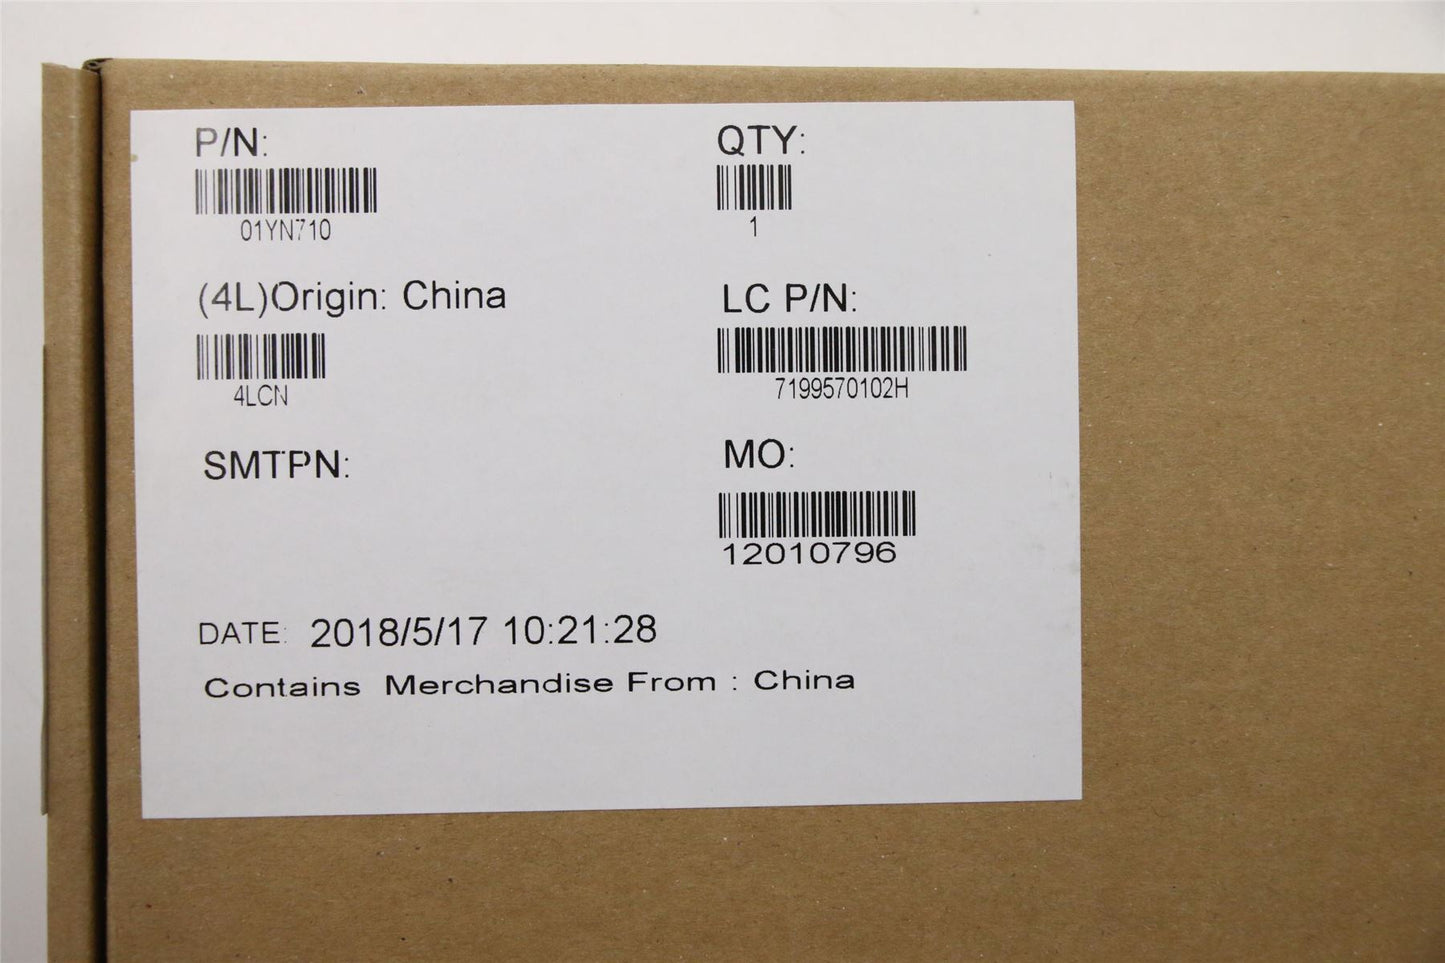 P/N:
01YN710
QTY:
1
(4L)Origin: China
4LCN
LC P/N:
7199570102H
SMTPN:
MO:
12010796
DATE: 2018/5/17 10:21:28
Contains Merchandise From : China